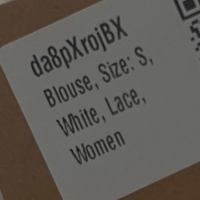 da8pXrojBX
Blouse, Size: S,
White, Lace,
Women